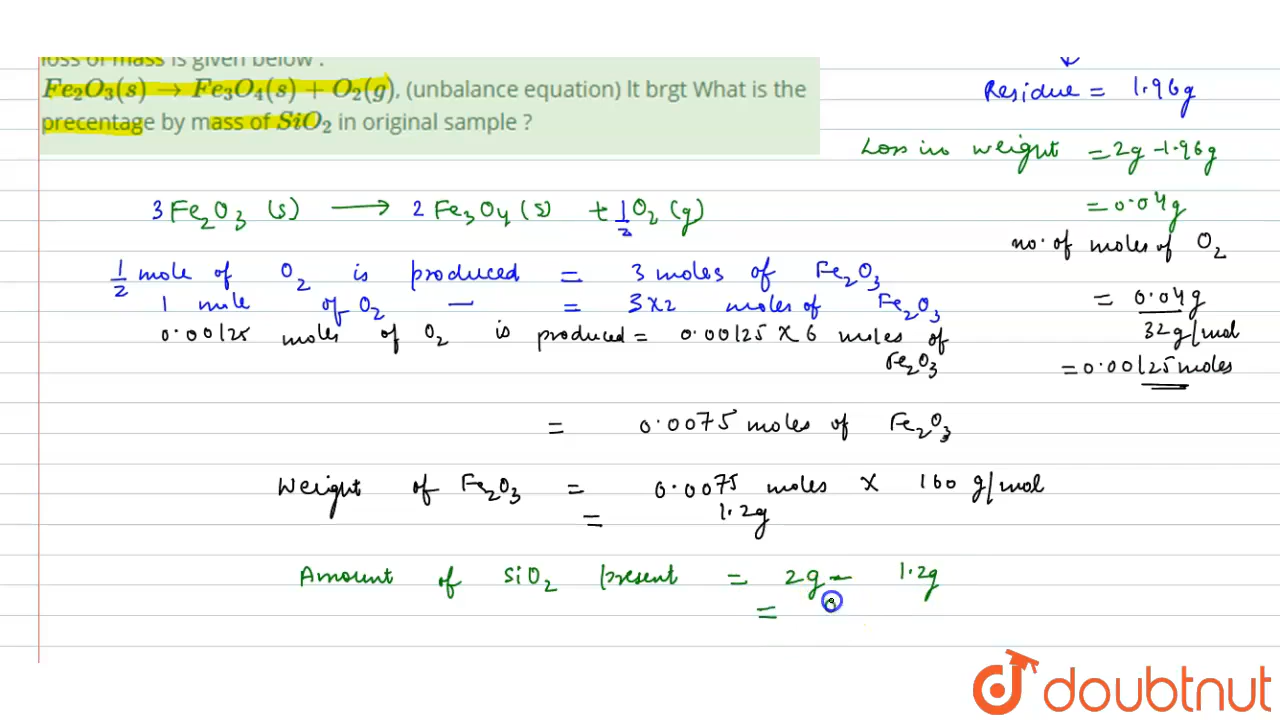 loss of mass is given below :
Fe₂O₃(s) → Fe₃O₄(s) + O₂(g), (unbalance equation) lt brgt What is the
precentage by mass of SiO₂ in original sample ?
Residue = 1.96g
Loss in weight = 2g - 1.96g
= 0.04g
no. of moles of O₂
= 0.04g
32g/mol
= 0.00125 moles
3Fe₂O₃ (s) ⟶ 2 Fe₃O₄ (s) + 1/2 O₂ (g)
1/2 mole of O₂ is produced = 3 moles of Fe₂O₃
1 mole of O₂ — = 3×2 moles of Fe₂O₃
0.00125 moles of O₂ is produced = 0.00125 × 6 moles of
Fe₂O₃
= 0.0075 moles of Fe₂O₃
Weight of Fe₂O₃ = 0.0075 moles × 160 g/mol
= 1.2g
Amount of SiO₂ present = 2g - 1.2g
=
doubtnut